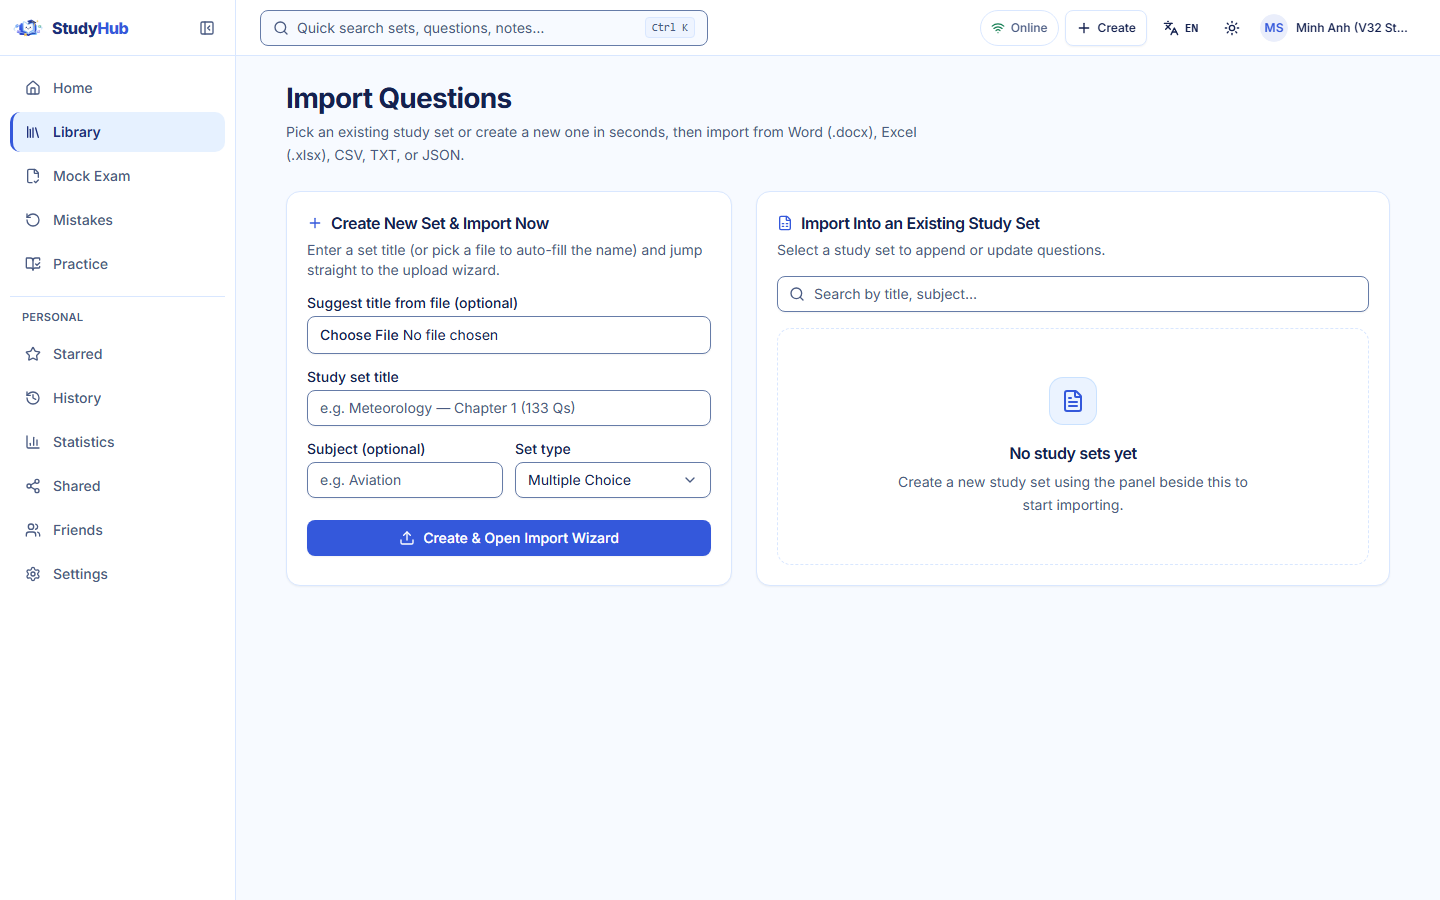 StudyHub
Quick search sets, questions, notes...
Ctrl K
Online
Create
EN
MS
Minh Anh (V32 St...
Home
Library
Mock Exam
Mistakes
Practice
PERSONAL
Starred
History
Statistics
Shared
Friends
Settings
Import Questions
Pick an existing study set or create a new one in seconds, then import from Word (.docx), Excel
(.xlsx), CSV, TXT, or JSON.
Create New Set & Import Now
Enter a set title (or pick a file to auto-fill the name) and jump
straight to the upload wizard.
Suggest title from file (optional)
Choose File No file chosen
Study set title
e.g. Meteorology — Chapter 1 (133 Qs)
Subject (optional)
Set type
e.g. Aviation
Multiple Choice
Create & Open Import Wizard
Import Into an Existing Study Set
Select a study set to append or update questions.
Search by title, subject...
No study sets yet
Create a new study set using the panel beside this to
start importing.